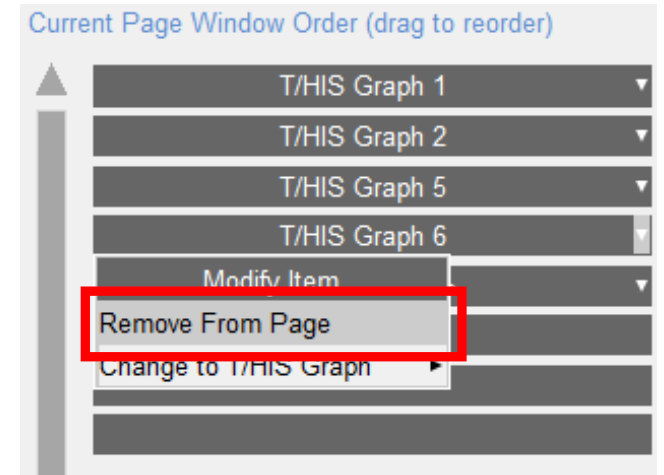 Current Page Window Order (drag to reorder)
T/HIS Graph 1
T/HIS Graph 2
T/HIS Graph 5
T/HIS Graph 6
Modify Item
Remove From Page
Change to T/HIS Graph